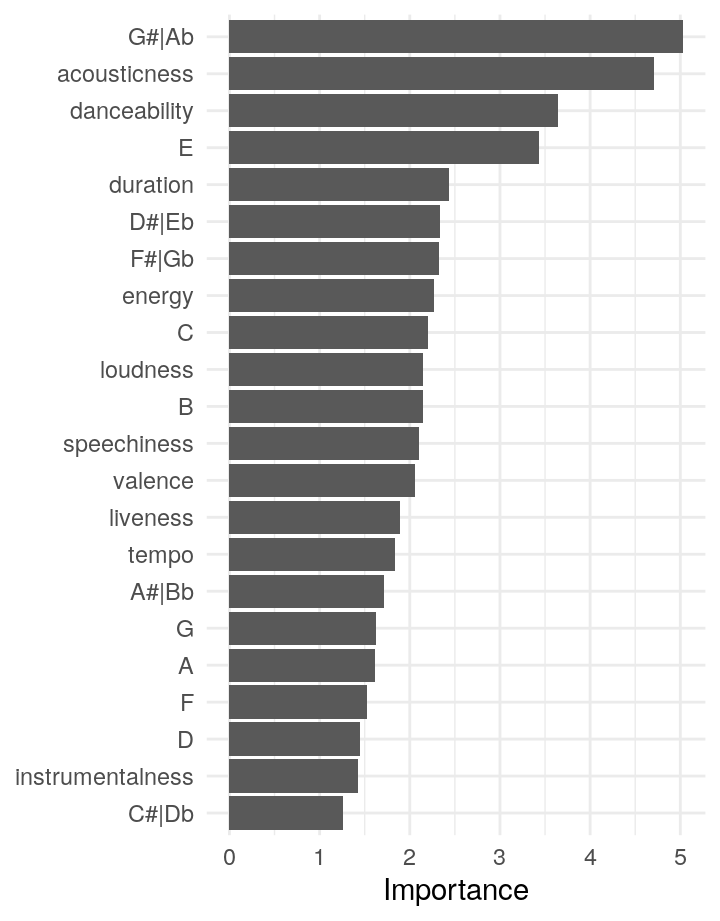 G#|Ab
acousticness
danceability
E
duration
D#|Eb
F#|Gb
energy
C
loudness
B
speechiness
valence
liveness
tempo
A#|Bb
G
A
F
D
instrumentalness
C#|Db
0 1 2 3 4 5
Importance